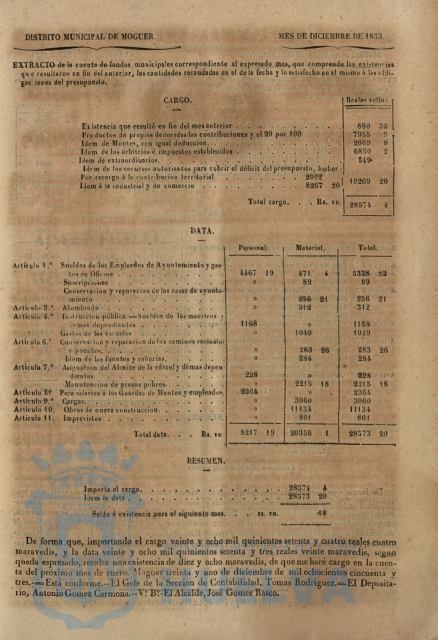 DISTRITO MUNICIPAL DE MOGUER. MES DE DICIEMBRE DE 1853.
EXTRACTO de la cuenta de fondos municipales correspondiente al expresado mes, que comprende las existencias
que resultaron en fin del anterior, las cantidades recaudadas en el de la fecha y lo satisfecho en el mismo á las obli-
gaciones del presupuesto.
CARGO. Reales vellon
Existencia que resultó en fin del mes anterior . . . 880 32
Productos de propios deducidas las contribuciones y el 20 por 100 7955 9
Idem de Montes, con igual deduccion. . . . 2069 9
Idem de los arbitrios é impuestos establecidos . . . 6850 2
Idem de extraordinarios. . . . 549
Idem de los recursos autorizados para cubrir el déficit del presupuesto, á saber:
Por recargo á la contribucion territorial 2002
Idem á la industrial y de comercio . . . 8267 20 10269 20
Total cargo. . . Rs. vn. 28574 4
DATA.
Personal. Material. Total.
Artículo 1.º Sueldos de los Empleados de Ayuntamiento y gas-
tos de Oficina . . . 4467 19 871 4 5338 23
Suscripciones » 89 89
Conservacion y reparacion de las casas de ayunta-
miento » 256 21 256 21
Artículo 3.º Alumbrado . . . » 312 312
Instruccion pública.—Sueldos de los maestros y
demas dependientes 1158 » 1158
Gastos de las escuelas 1049 1049
Artículo 6.º Conservacion y reparacion de los caminos vecinales
y puentes. . . » 283 26 283 26
Idem de las fuentes y cañerias. » 284 284
Artículo 7.º Asignacion del Alcaide de la cárcel y demas depen-
dientes. 228 » 228
Manutencion de presos pobres. » 2215 18 2215 18
Artículo 8º Para salarios á los Guardas de Montes y empleados. 2364 » 2364
Artículo 9.º Cargas. . . » 3060 3060
Artículo 10. Obras de nueva construccion. » 11134 11134
Artículo 11. Imprevistos . . . » 801 801
Total data. . . Rs. vn 8217 19 20356 1 28573 20
RESUMEN.
Importa el cargo. . . 28574 4
Idem la data . . . 28573 20
Saldo ó existencia para el siguiente mes. . . rs. vn. 48
De forma que, importando el cargo veinte y ocho mil quinientos setenta y cuatro reales cuatro
maravedis, y la data veinte y ocho mil quinientos setenta y tres reales veinte maravedis, segun
queda espresado, resulta una existencia de diez y ocho maravedis, de que me haré cargo en la cuen-
ta del próximo mes de enero. Moguer treinta y uno de diciembre de mil ochocientos cincuenta y
tres.—Está conforme.—El Gefe de la Seccion de Contabilidad, Tomas Rodriguez.—El Deposita-
rio, Antonio Gomez Carmona.—Vº Bº—El Alcalde, José Gomez Rasco.